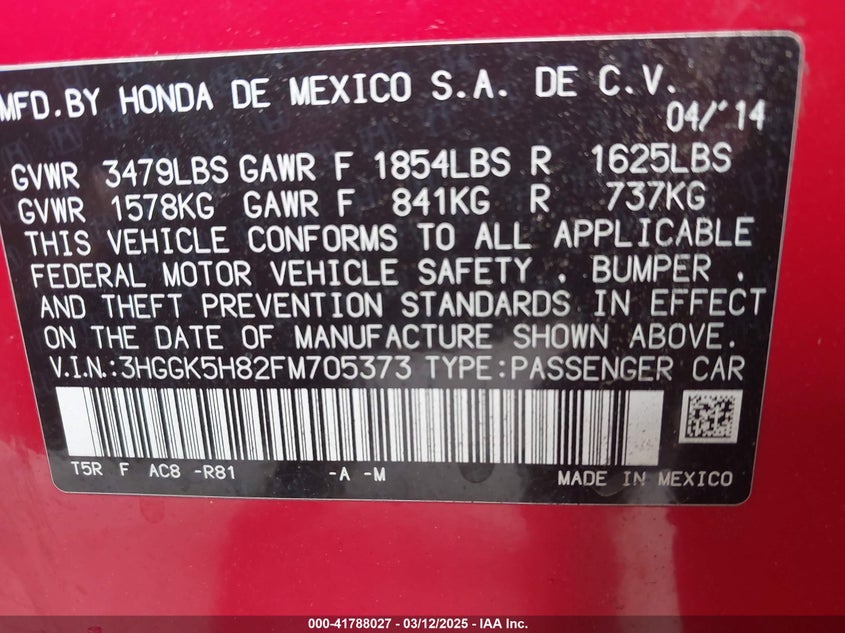 MFD.BY HONDA DE MEXICO S.A. DE C.V.
04/'14
GVWR 3479LBS GAWR F 1854LBS R 1625LBS
GVWR 1578KG GAWR F 841KG R 737KG
THIS VEHICLE CONFORMS TO ALL APPLICABLE
FEDERAL MOTOR VEHICLE SAFETY , BUMPER ,
AND THEFT PREVENTION STANDARDS IN EFFECT
ON THE DATE OF MANUFACTURE SHOWN ABOVE.
V.I.N.:3HGGK5H82FM705373 TYPE:PASSENGER CAR
T5R F AC8 -R81 -A -M MADE IN MEXICO
000-41788027 - 03/12/2025 - IAA Inc.